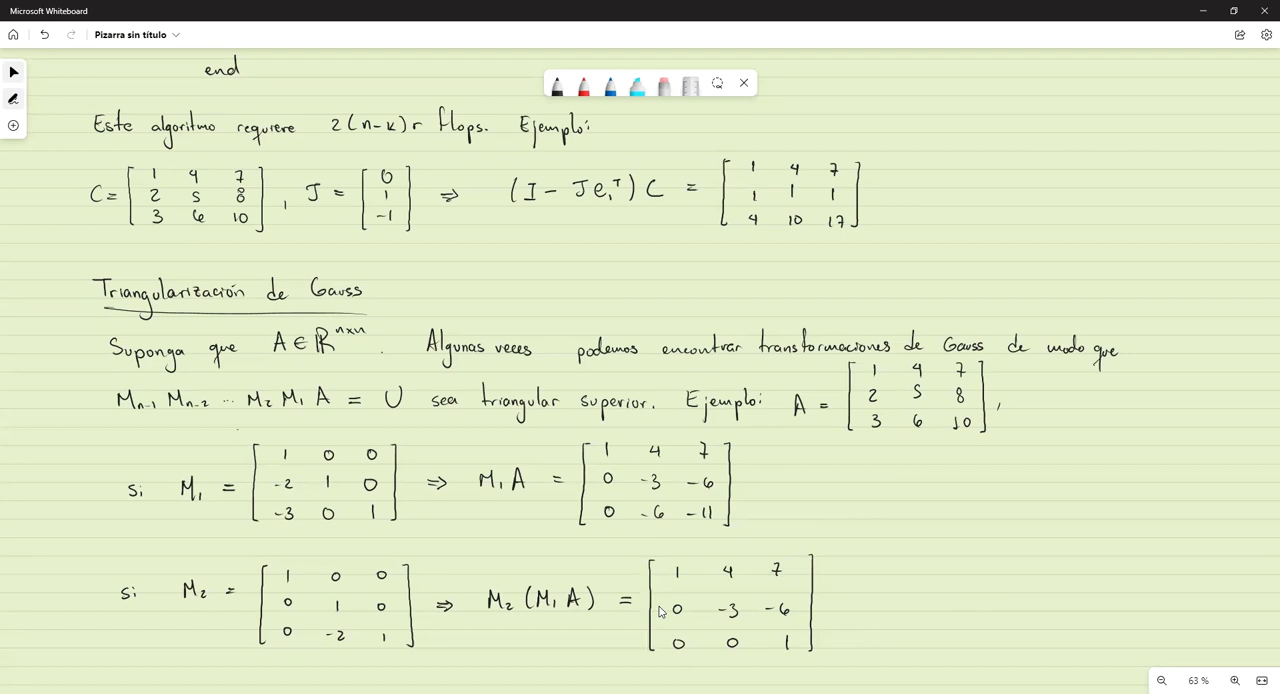 Microsoft Whiteboard
Pizarra sin título
end
Este algoritmo requiere 2(n-k)r flops. Ejemplo:
C = [ 1 4 7 ; 2 5 8 ; 3 6 10 ] , J = [ 0 ; 1 ; -1 ] ⇒ (I - J e₁ᵀ) C = [ 1 4 7 ; 1 1 1 ; 4 10 17 ]
Triangularización de Gauss
Suponga que A ∈ ℝⁿˣⁿ. Algunas veces podemos encontrar transformaciones de Gauss de modo que
Mₙ₋₁ Mₙ₋₂ ... M₂ M₁ A = U sea triangular superior. Ejemplo: A = [ 1 4 7 ; 2 5 8 ; 3 6 10 ] ,
si M₁ = [ 1 0 0 ; -2 1 0 ; -3 0 1 ] ⇒ M₁ A = [ 1 4 7 ; 0 -3 -6 ; 0 -6 -11 ]
si M₂ = [ 1 0 0 ; 0 1 0 ; 0 -2 1 ] ⇒ M₂ (M₁ A) = [ 1 4 7 ; 0 -3 -6 ; 0 0 1 ]
63 %